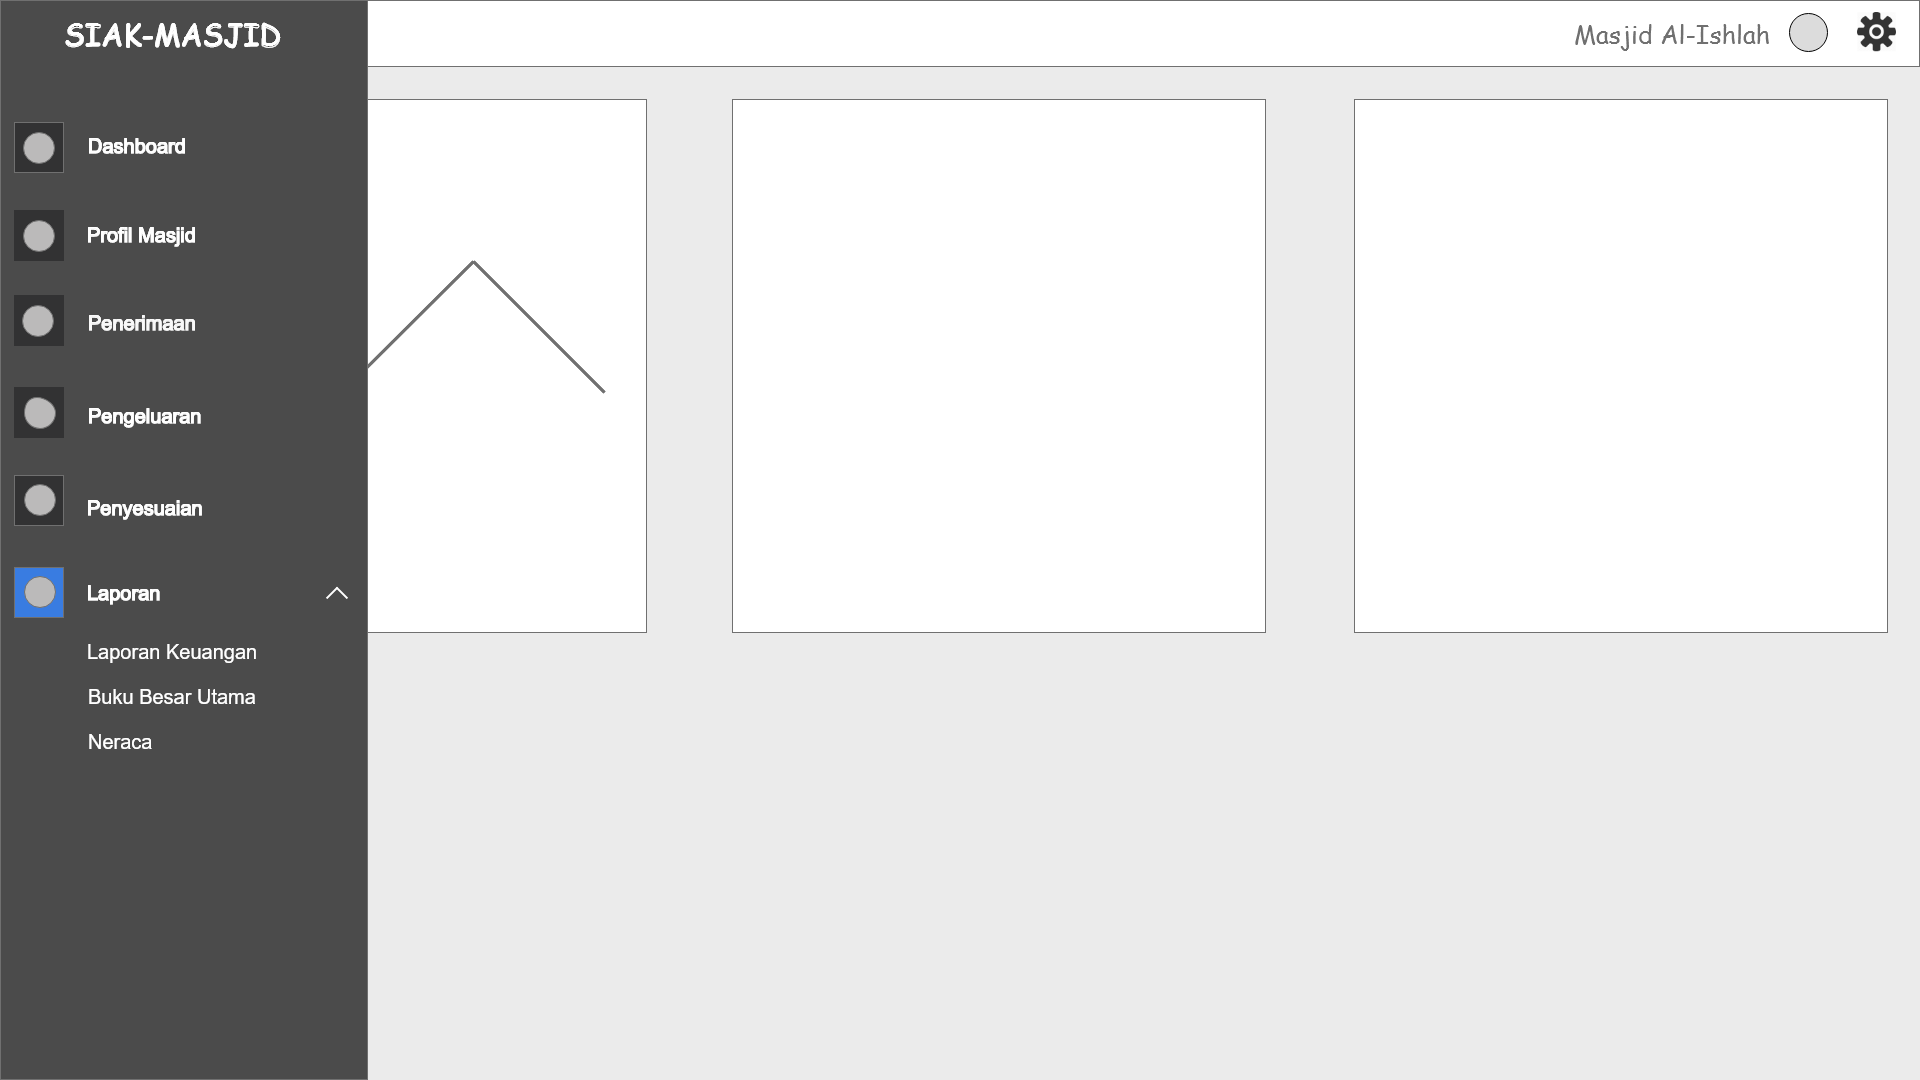 SIAK-MASJID
Masjid Al-Ishlah
Dashboard
Profil Masjid
Penerimaan
Pengeluaran
Penyesuaian
Laporan
Laporan Keuangan
Buku Besar Utama
Neraca